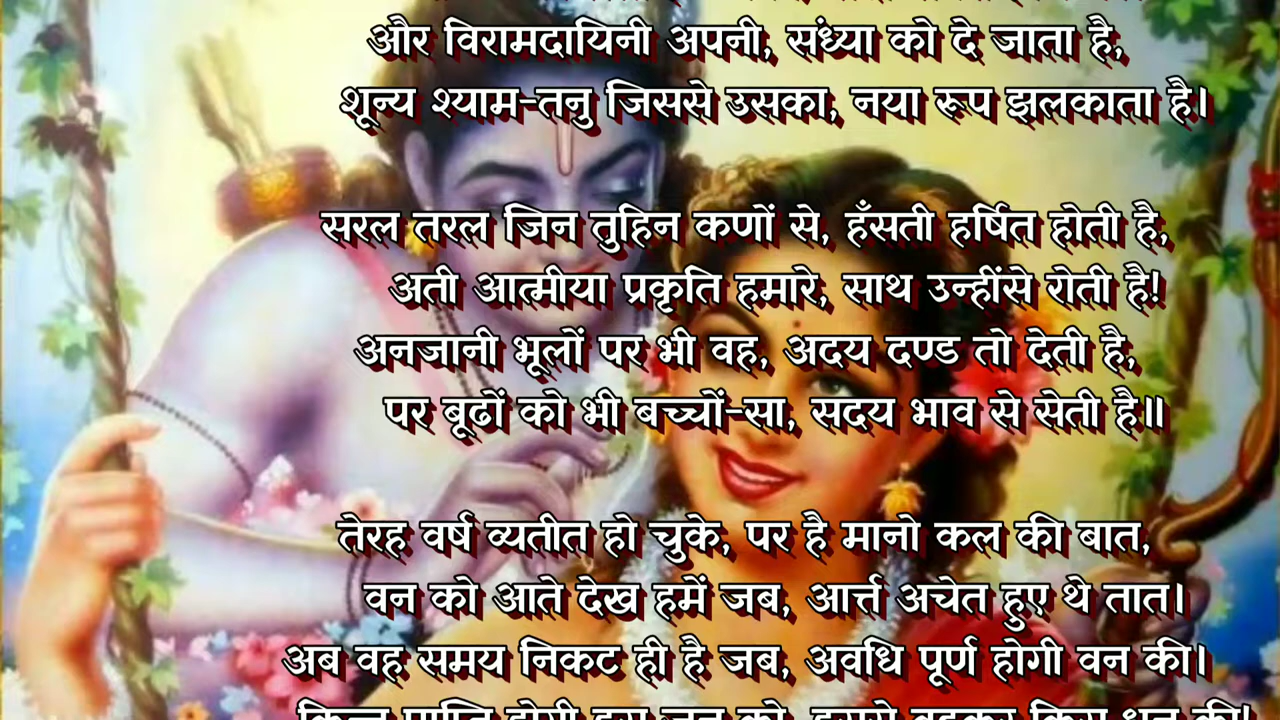 और विरामदायिनी अपनी, संध्या को दे जाता है,
शून्य श्याम-तनु जिससे उसका, नया रूप झलकाता है।
सरल तरल जिन तुहिन कणों से, हँसती हर्षित होती है,
अती आत्मीया प्रकृति हमारे, साथ उन्हींसे रोती है!
अनजानी भूलों पर भी वह, अदय दण्ड तो देती है,
पर बूढों को भी बच्चों-सा, सदय भाव से सेती है॥
तेरह वर्ष व्यतीत हो चुके, पर है मानो कल की बात,
वन को आते देख हमें जब, आर्त्त अचेत हुए थे तात।
अब वह समय निकट ही है जब, अवधि पूर्ण होगी वन की।